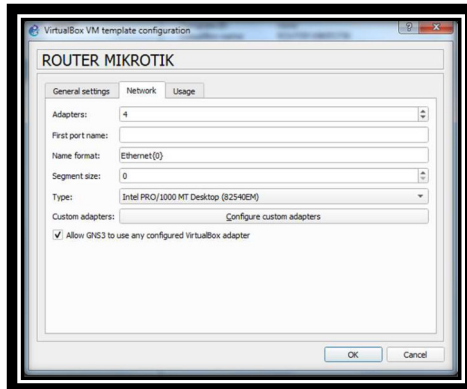 VirtualBox VM template configuration
ROUTER MIKROTIK
General settings Network Usage
Adapters: 4
First port name:
Name format: Ethernet{0}
Segment size: 0
Type: Intel PRO/1000 MT Desktop (82540EM)
Custom adapters: Configure custom adapters
Allow GNS3 to use any configured VirtualBox adapter
OK Cancel